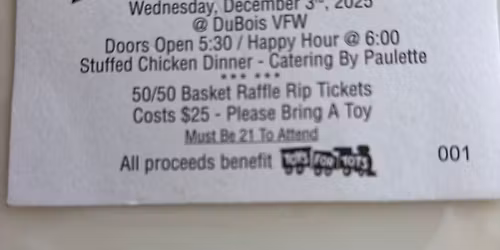 Wednesday, December 3rd, 2025
@ DuBois VFW
Doors Open 5:30 / Happy Hour @ 6:00
Stuffed Chicken Dinner - Catering By Paulette
*** ***
50/50 Basket Raffle Rip Tickets
Costs $25 - Please Bring A Toy
Must Be 21 To Attend
All proceeds benefit TOYS FOR TOTS
001